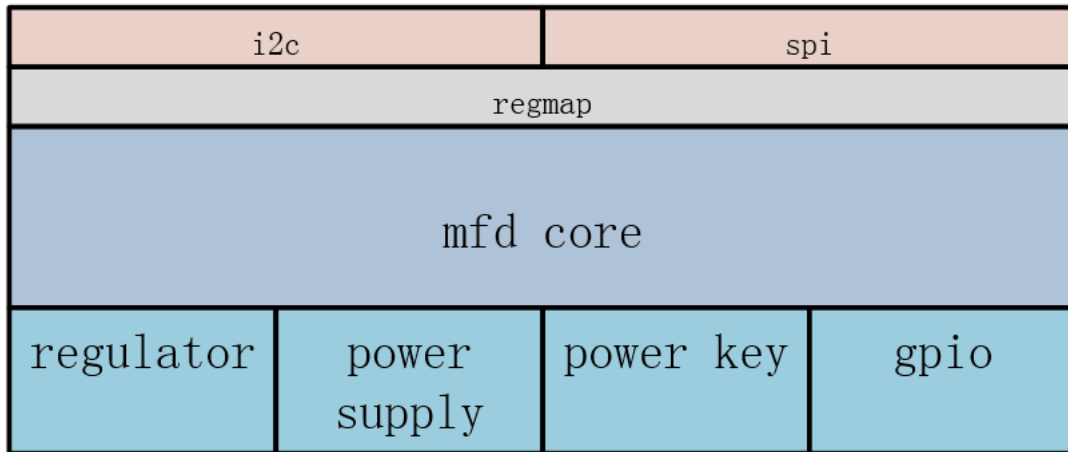 i2c
spi
regmap
mfd core
regulator
power
supply
power key
gpio